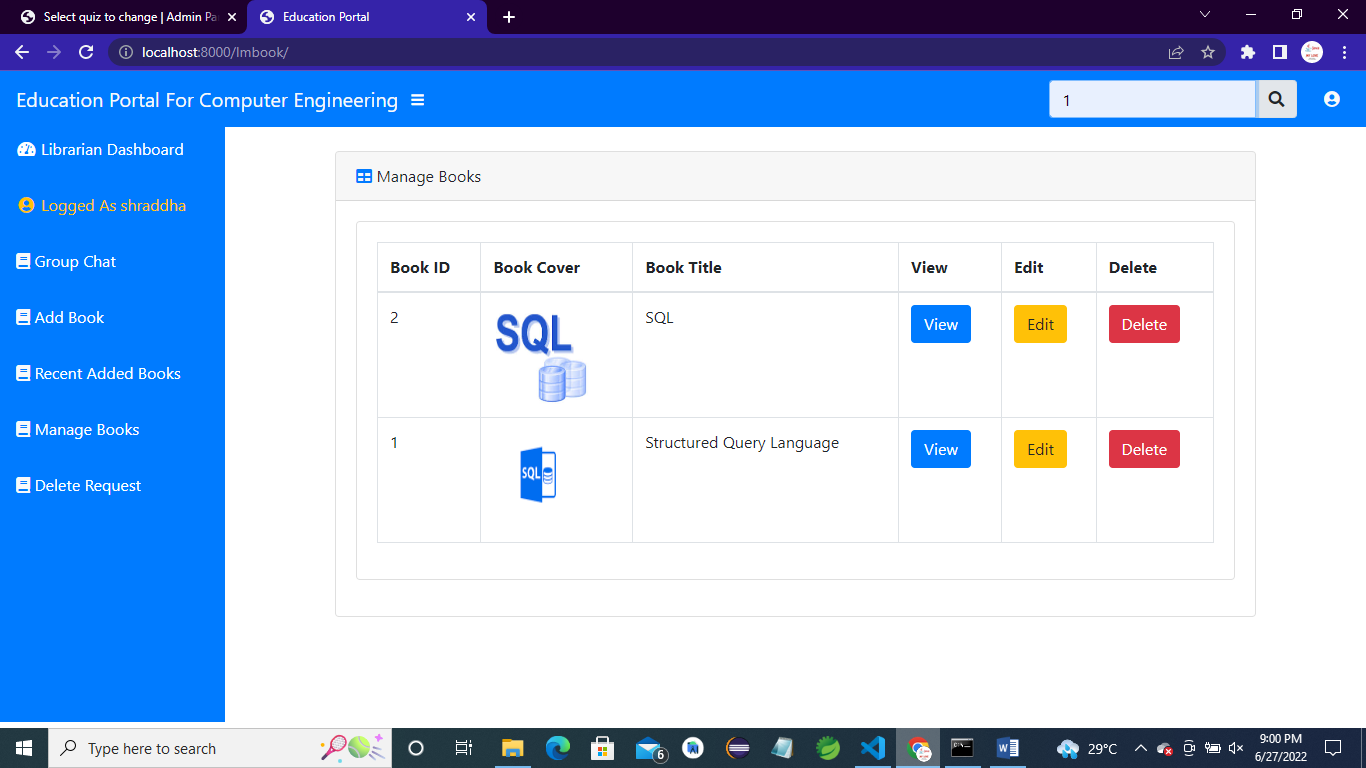 Select quiz to change | Admin Pa
Education Portal
localhost:8000/lmbook/
Education Portal For Computer Engineering
1
Librarian Dashboard
Logged As shraddha
Group Chat
Add Book
Recent Added Books
Manage Books
Delete Request
Manage Books
Book ID Book Cover Book Title View Edit Delete
2 SQL SQL View Edit Delete
1 SQL Structured Query Language View Edit Delete
Type here to search
6
29°C
9:00 PM
6/27/2022